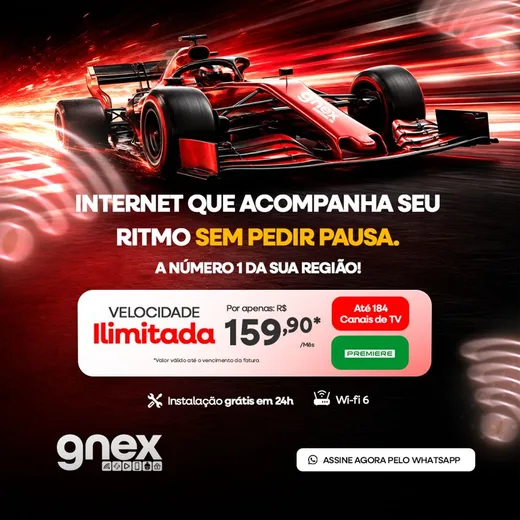 gnex
INTERNET QUE ACOMPANHA SEU
RITMO SEM PEDIR PAUSA.
A NÚMERO 1 DA SUA REGIÃO!
VELOCIDADE
Ilimitada
*Valor válido até o vencimento da fatura.
Por apenas: R$
159,90*
/Mês
Até 184
Canais de TV
PREMIERE
Instalação grátis em 24h
Wi-fi 6
gnex
ASSINE AGORA PELO WHATSAPP